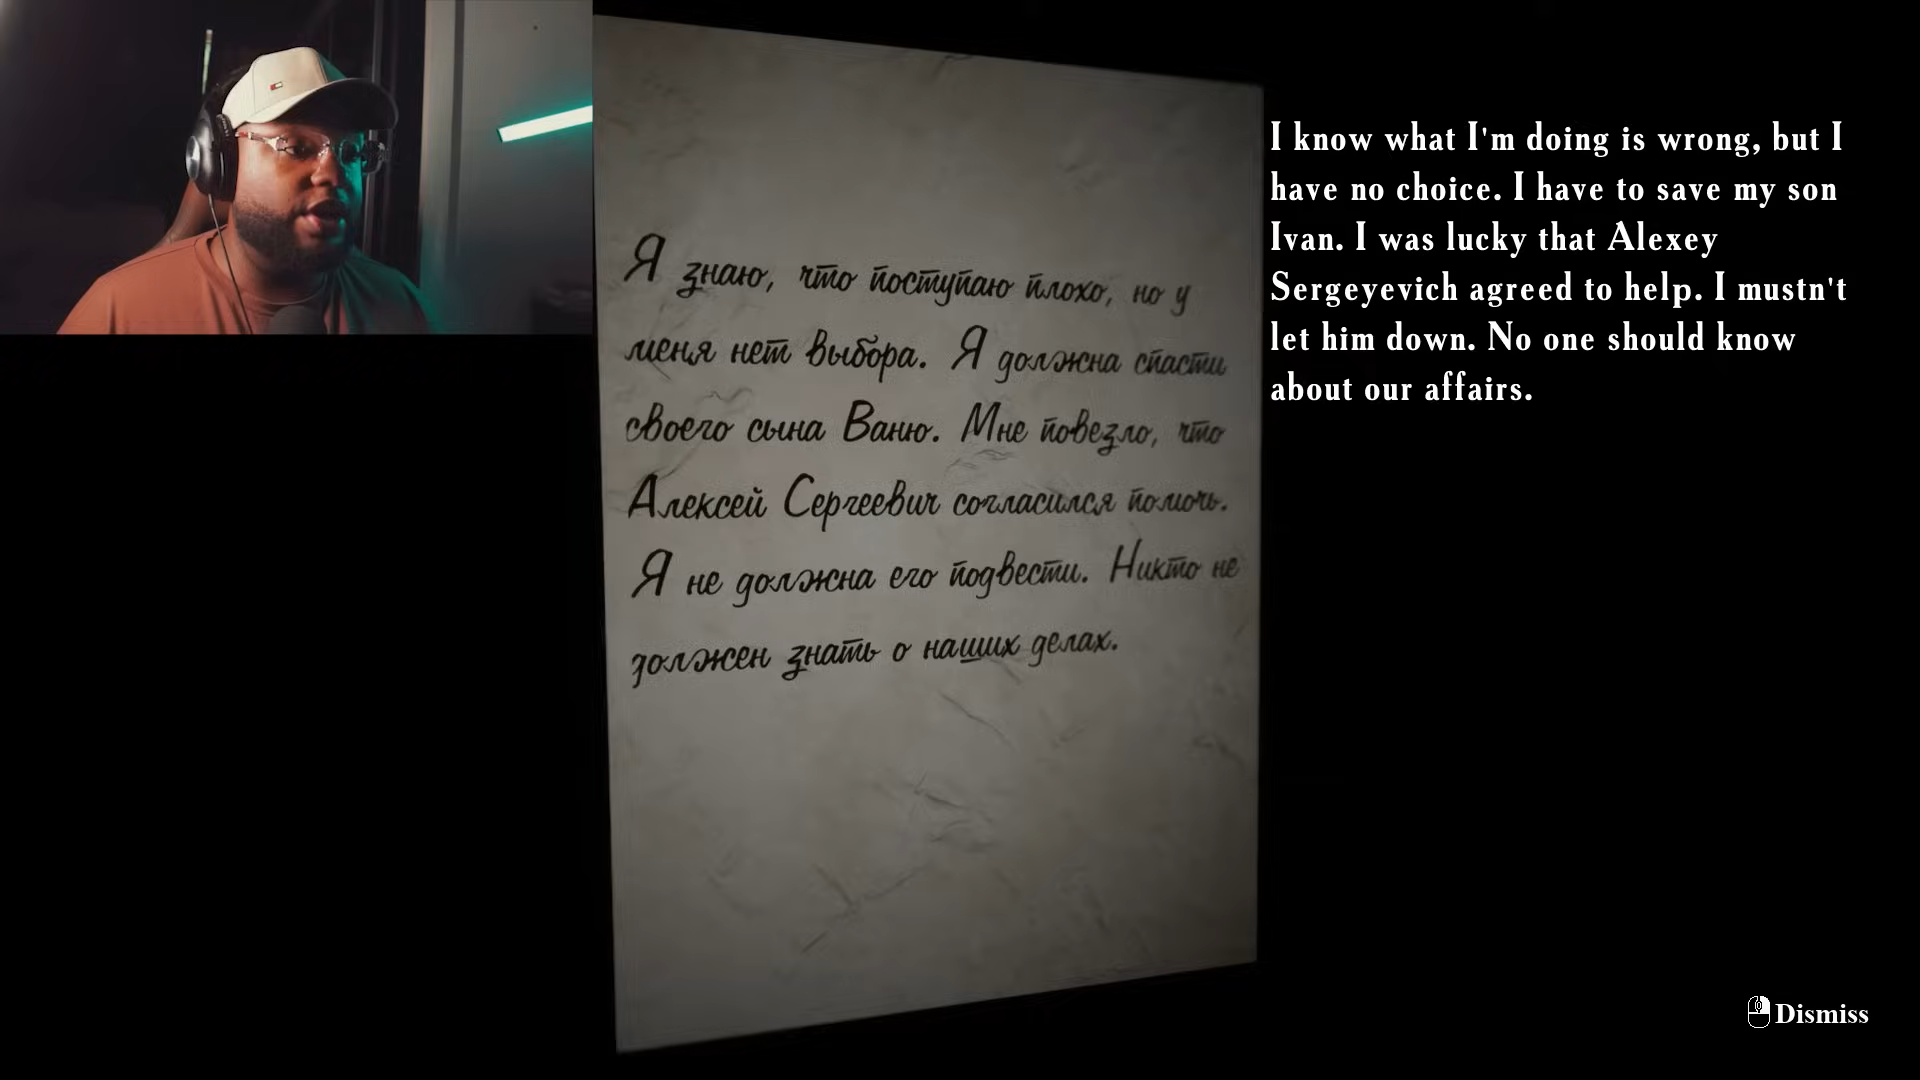 Я знаю, что поступаю плохо, но у
меня нет выбора. Я должна спасти
своего сына Ваню. Мне повезло, что
Алексей Сергеевич согласился помочь.
Я не должна его подвести. Никто не
должен знать о наших делах.
I know what I'm doing is wrong, but I
have no choice. I have to save my son
Ivan. I was lucky that Alexey
Sergeyevich agreed to help. I mustn't
let him down. No one should know
about our affairs.
Dismiss